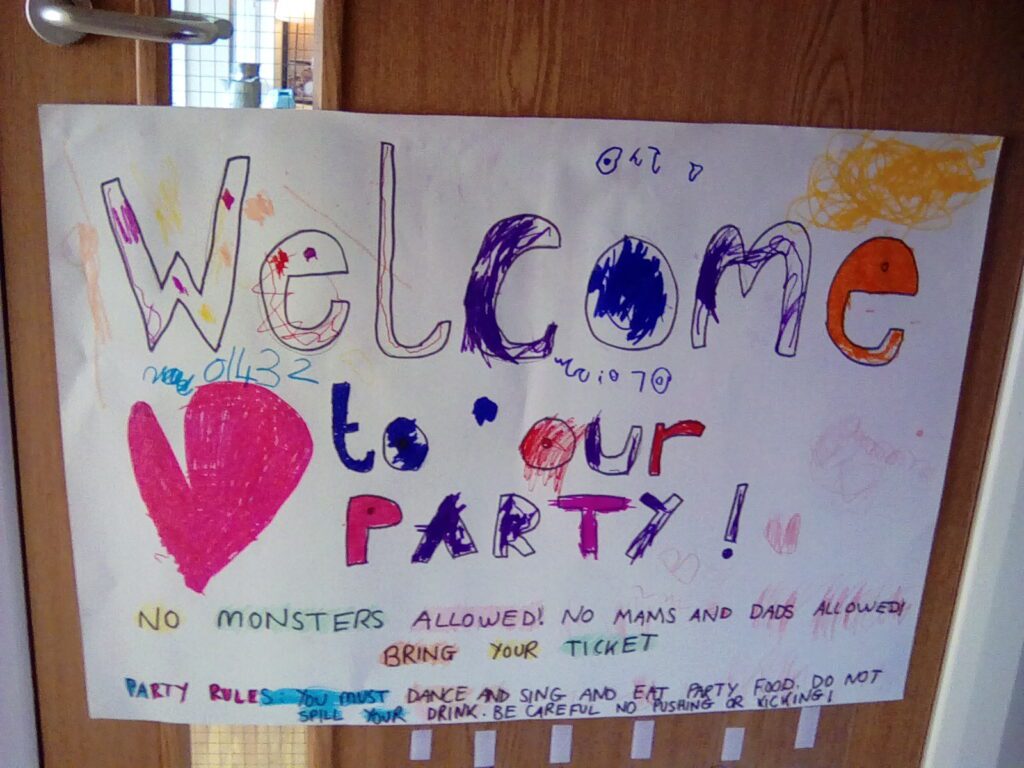 Welcome
01432
to our
PARTY!
NO MONSTERS ALLOWED! NO MAMS AND DADS ALLOWED!
BRING YOUR TICKET
PARTY RULES. YOU MUST DANCE AND SING AND EAT PARTY FOOD. DO NOT
SPILL YOUR DRINK. BE CAREFUL NO PUSHING OR KICKING!